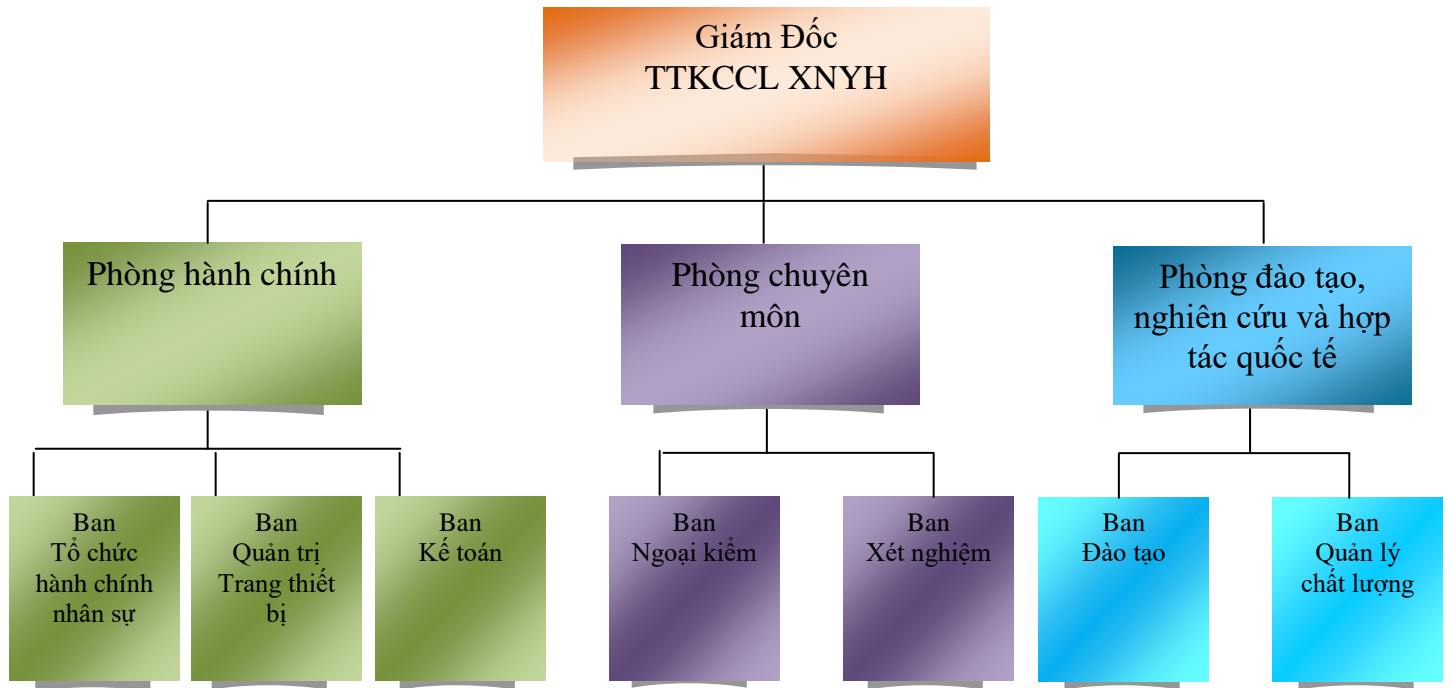 Giám Đốc
TTKCCL XNYH
Phòng hành chính
Phòng chuyên
môn
Phòng đào tạo,
nghiên cứu và hợp
tác quốc tế
Ban
Tổ chức
hành chính
nhân sự
Ban
Quản trị
Trang thiết
bị
Ban
Kế toán
Ban
Ngoại kiểm
Ban
Xét nghiệm
Ban
Đào tạo
Ban
Quản lý
chất lượng